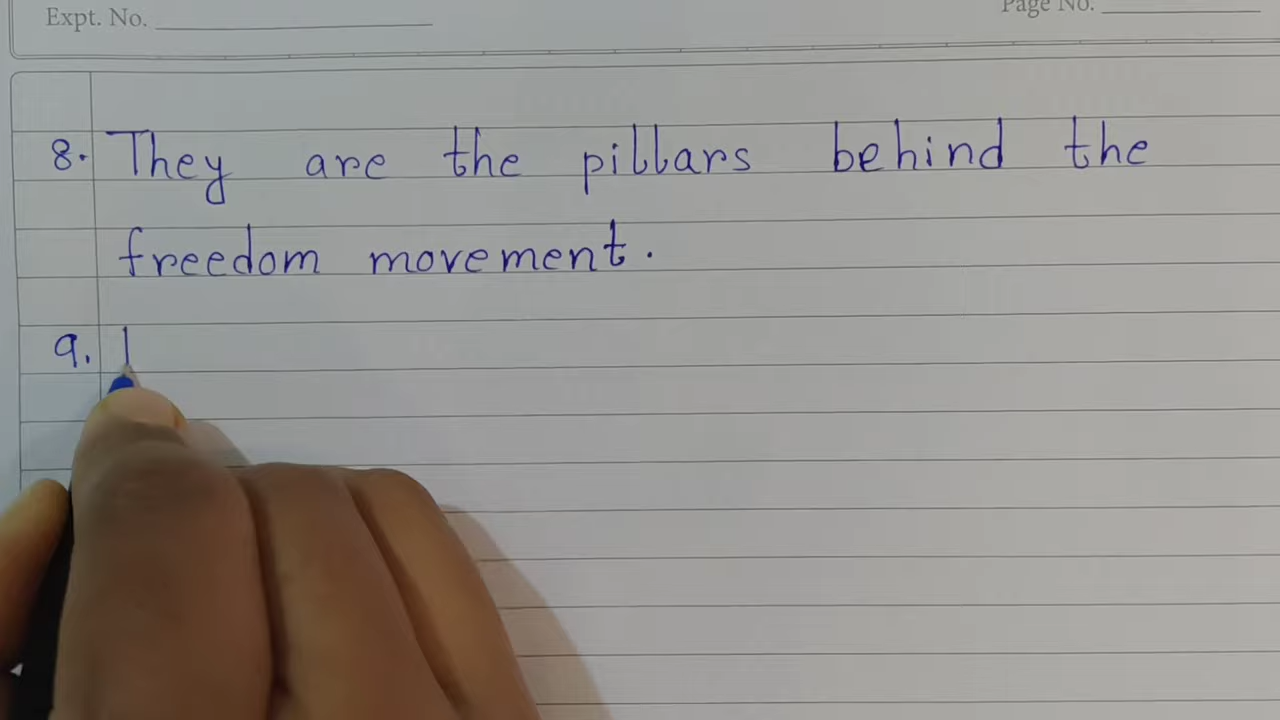 Expt. No.
Page No.
8. They are the pillars behind the
freedom movement.
9.